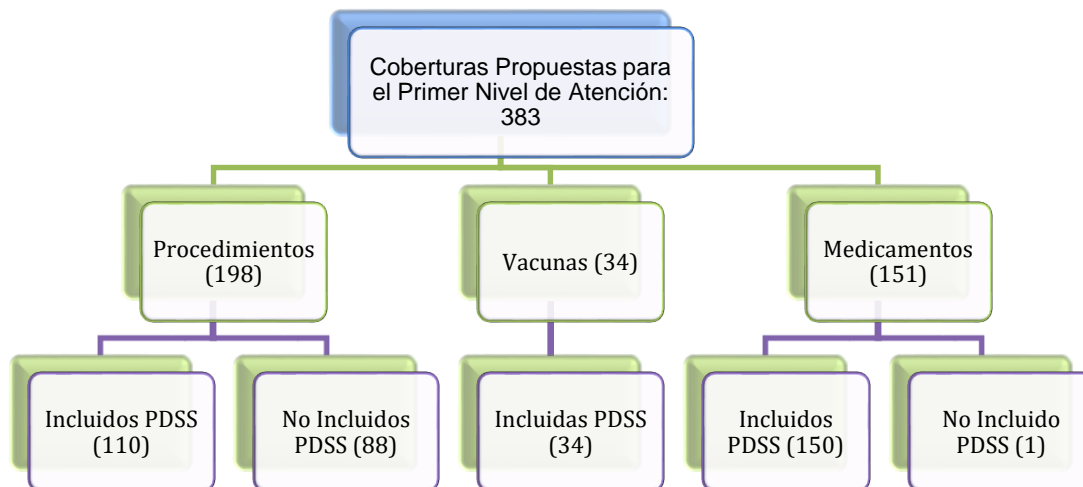 Coberturas Propuestas para
el Primer Nivel de Atención:
383
Procedimientos
(198)
Vacunas (34)
Medicamentos
(151)
Incluidos PDSS
(110)
No Incluidos
PDSS (88)
Incluidas PDSS
(34)
Incluidos
PDSS (150)
No Incluido
PDSS (1)